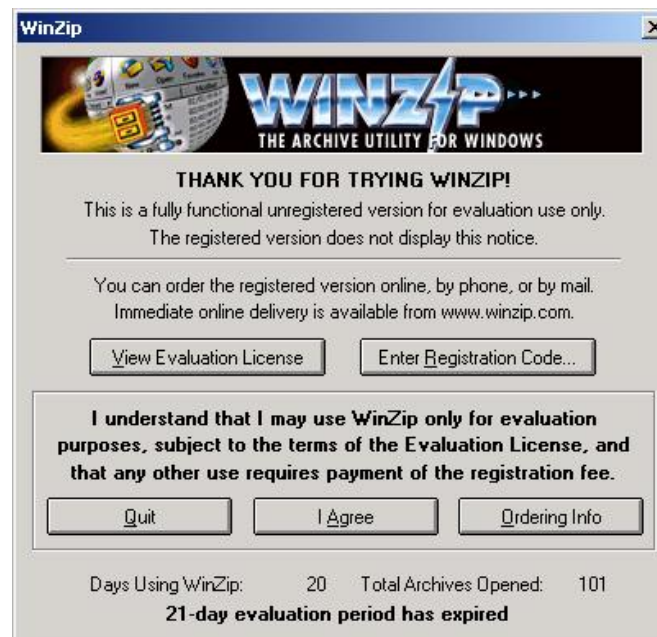 WinZip
WINZIP
THE ARCHIVE UTILITY FOR WINDOWS
THANK YOU FOR TRYING WINZIP!
This is a fully functional unregistered version for evaluation use only.
The registered version does not display this notice.
You can order the registered version online, by phone, or by mail.
Immediate online delivery is available from www.winzip.com.
View Evaluation License Enter Registration Code...
I understand that I may use WinZip only for evaluation
purposes, subject to the terms of the Evaluation License, and
that any other use requires payment of the registration fee.
Quit I Agree Ordering Info
Days Using WinZip: 20 Total Archives Opened: 101
21-day evaluation period has expired